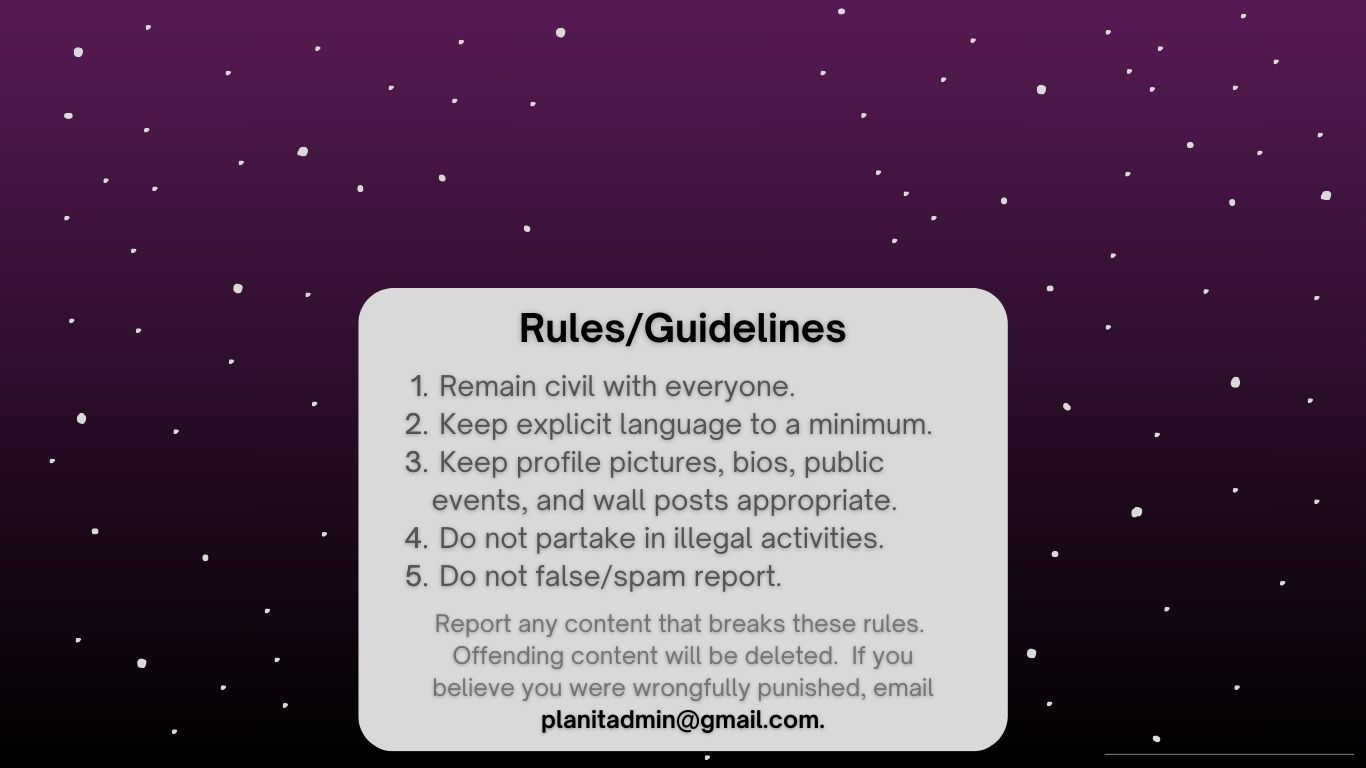 Rules/Guidelines
1. Remain civil with everyone.
2. Keep explicit language to a minimum.
3. Keep profile pictures, bios, public
events, and wall posts appropriate.
4. Do not partake in illegal activities.
5. Do not false/spam report.
Report any content that breaks these rules.
Offending content will be deleted.  If you
believe you were wrongfully punished, email
planitadmin@gmail.com.